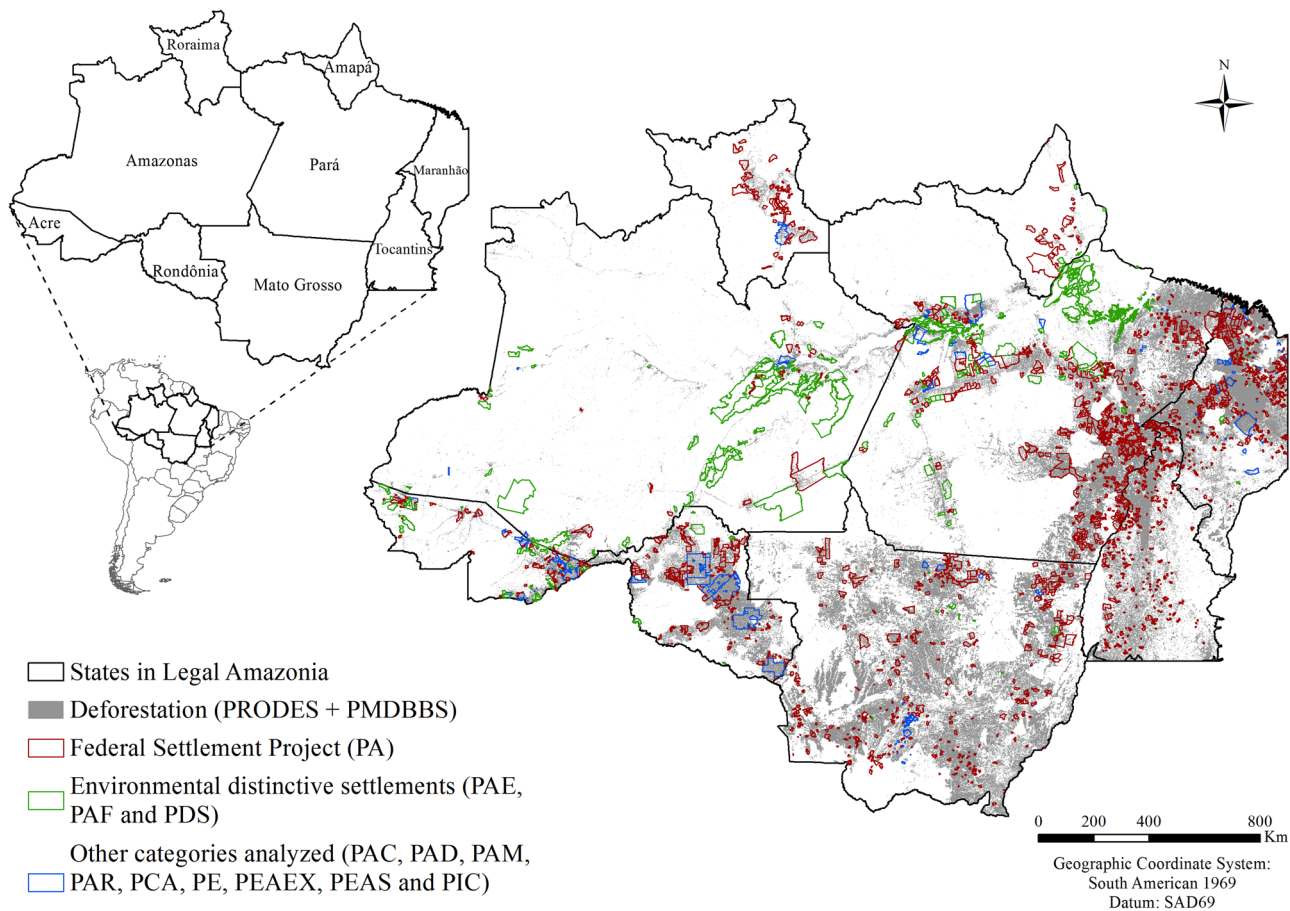 Roraima
Amapá
Amazonas
Pará
Maranhão
Acre
Tocantins
Rondônia
Mato Grosso
N
States in Legal Amazonia
Deforestation (PRODES + PMDBBS)
Federal Settlement Project (PA)
Environmental distinctive settlements (PAE,
PAF and PDS)
Other categories analyzed (PAC, PAD, PAM,
PAR, PCA, PE, PEAEX, PEAS and PIC)
0 200 400 800
Km
Geographic Coordinate System:
South American 1969
Datum: SAD69